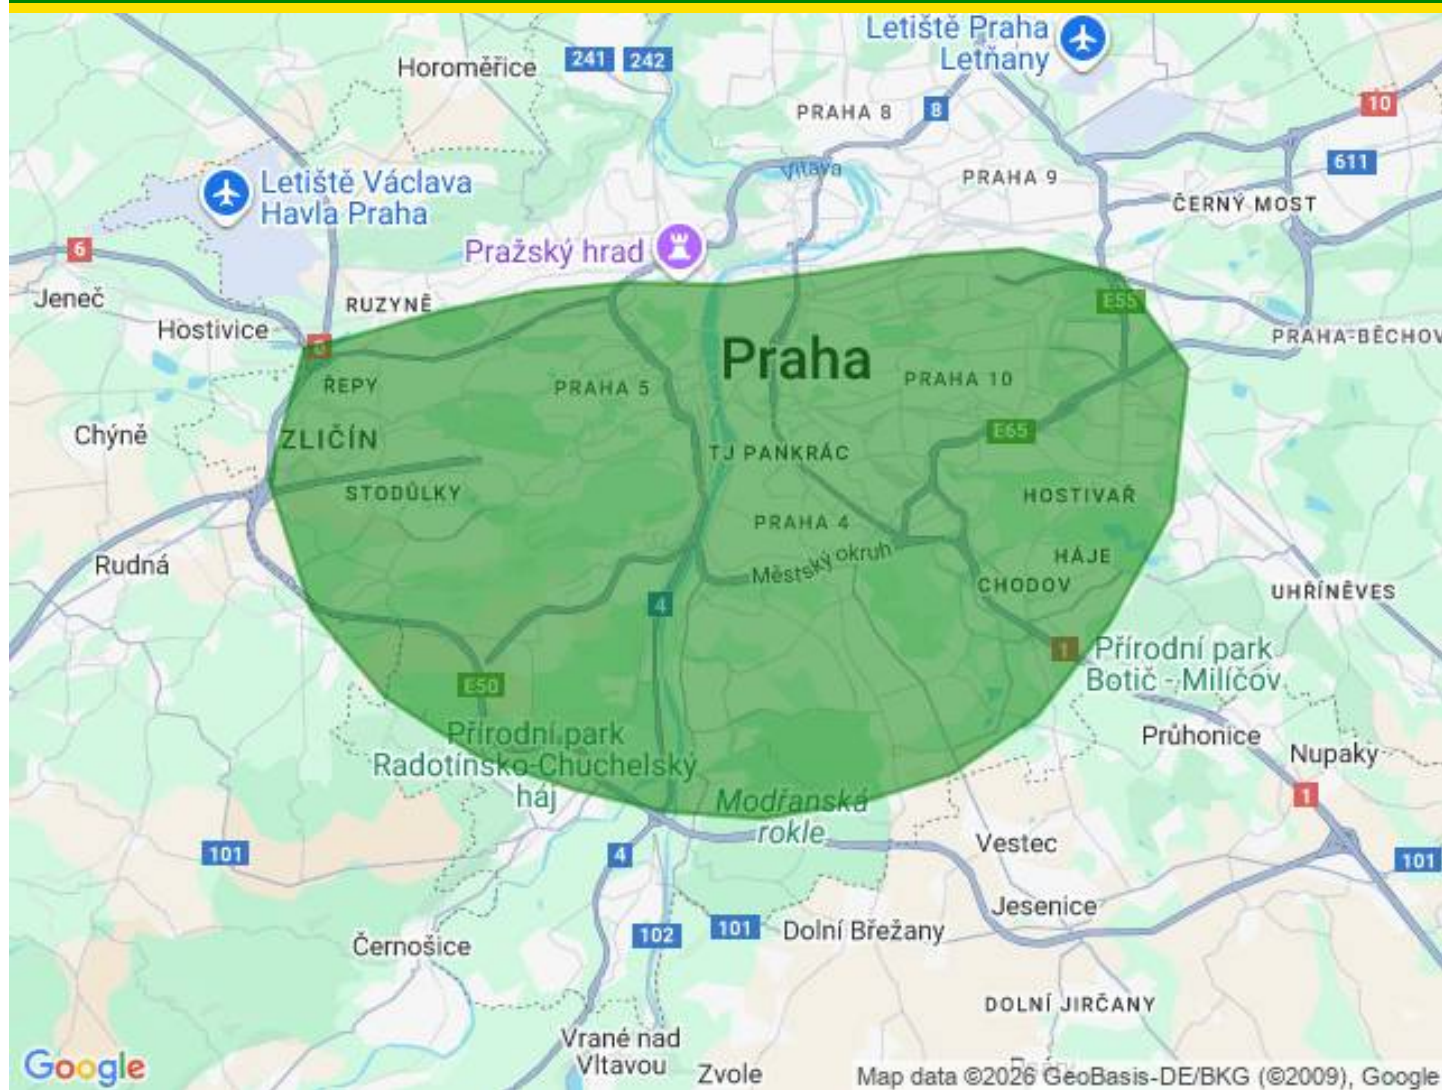 Letiště Praha
Letňany
Horoměřice
241
242
PRAHA 8
8
10
Vltava
611
PRAHA 9
Letiště Václava
Havla Praha
ČERNÝ MOST
Pražský hrad
6
Jeneč
RUZYNĚ
E55
Hostivice
PRAHA-BĚCHOV
6
Praha
ŘEPY
PRAHA 5
PRAHA 10
Chýně
ZLIČÍN
E65
TJ PANKRÁC
STODŮLKY
HOSTIVAŘ
PRAHA 4
Rudná
Městský okruh
HÁJE
CHODOV
UHŘÍNĚVES
4
1
Přírodní park
Botič - Milíčov
E50
Přírodní park
Radotínsko-Chuchelský
háj
Průhonice
Nupaky
1
Modřanská
rokle
Vestec
101
4
101
Jesenice
Černošice
102
101
Dolní Břežany
DOLNÍ JIRČANY
Vrané nad
Vltavou
Zvole
Google
Map data ©2026 GeoBasis-DE/BKG (©2009), Google